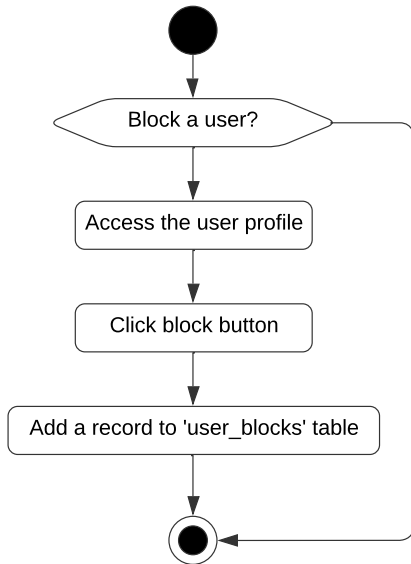 Block a user?
Access the user profile
Click block button
Add a record to 'user_blocks' table